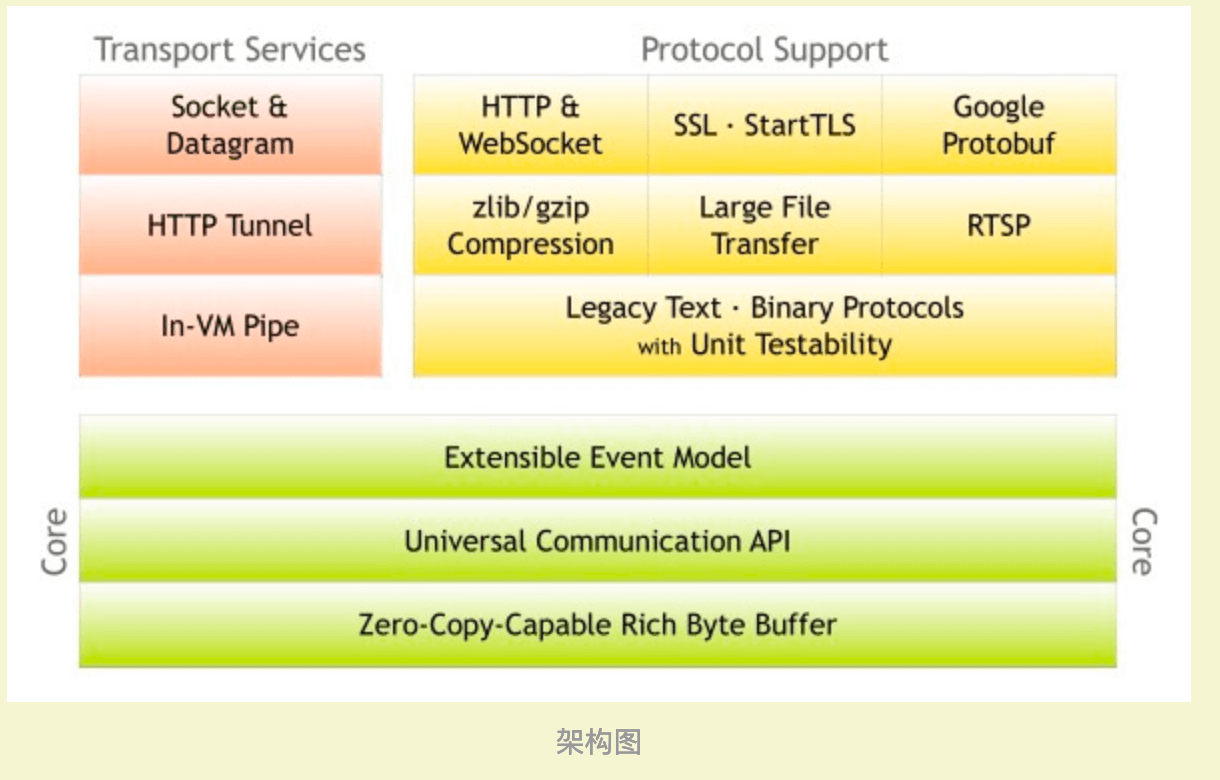 Transport Services
Protocol Support
Socket &
Datagram
HTTP &
WebSocket
SSL · StartTLS
Google
Protobuf
HTTP Tunnel
zlib/gzip
Compression
Large File
Transfer
RTSP
In-VM Pipe
Legacy Text · Binary Protocols
with Unit Testability
Core
Extensible Event Model
Universal Communication API
Zero-Copy-Capable Rich Byte Buffer
Core
架构图